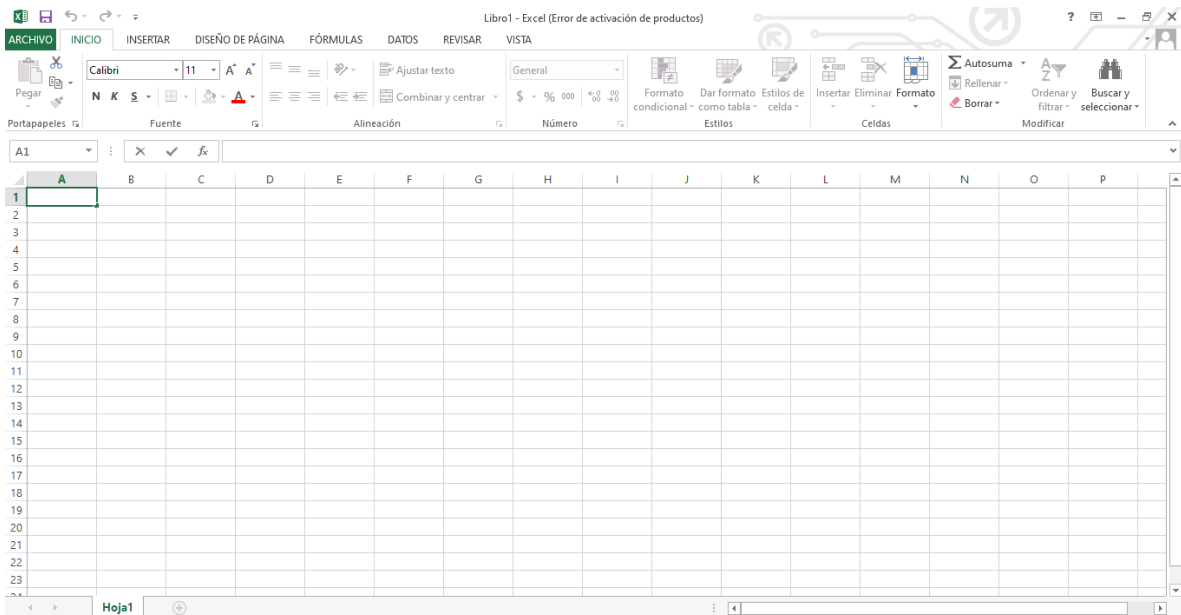 Libro1 - Excel (Error de activación de productos)
ARCHIVO INICIO INSERTAR DISEÑO DE PÁGINA FÓRMULAS DATOS REVISAR VISTA
Calibri 11 Ajustar texto General Autosuma
Pegar N K S Combinar y centrar $ % 000 Formato condicional Dar formato como tabla Estilos de celda Insertar Eliminar Formato Rellenar Borrar Ordenar y filtrar Buscar y seleccionar
Portapapeles Fuente Alineación Número Estilos Celdas Modificar
A1 fx
A B C D E F G H I J K L M N O P
1
2
3
4
5
6
7
8
9
10
11
12
13
14
15
16
17
18
19
20
21
22
23
Hoja1